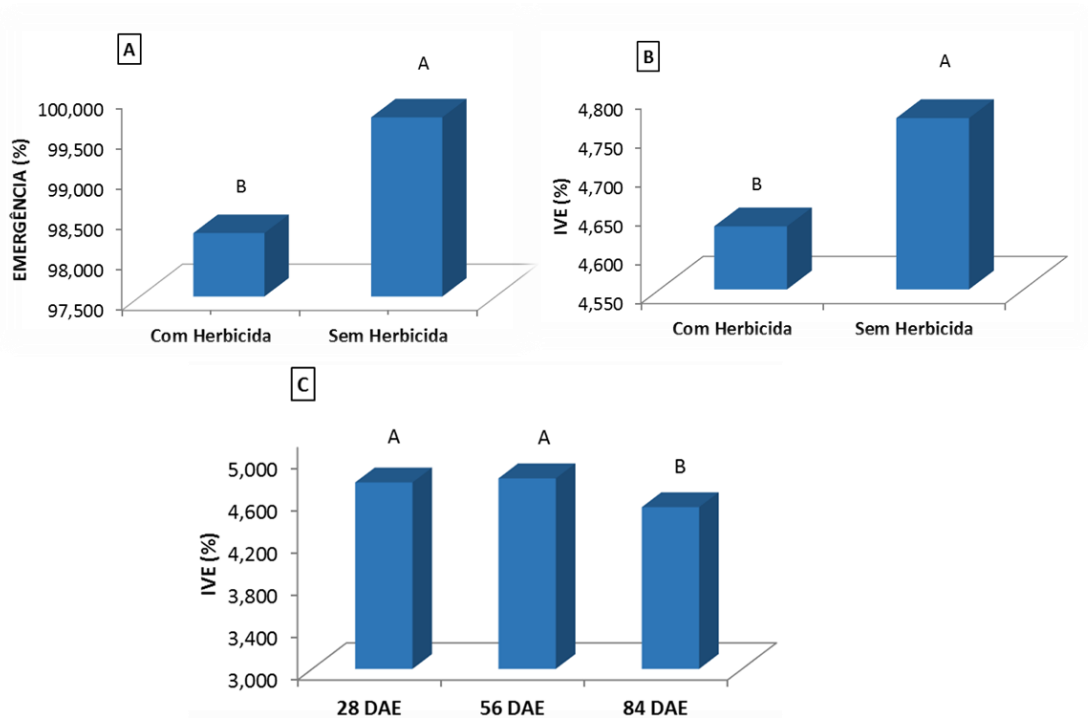 A
A
B
EMERGÊNCIA (%)
100,000
99,500
99,000
98,500
98,000
97,500
Com Herbicida
Sem Herbicida
B
A
B
IVE (%)
4,800
4,750
4,700
4,650
4,600
4,550
Com Herbicida
Sem Herbicida
C
A
A
B
IVE (%)
5,000
4,600
4,200
3,800
3,400
3,000
28 DAE
56 DAE
84 DAE